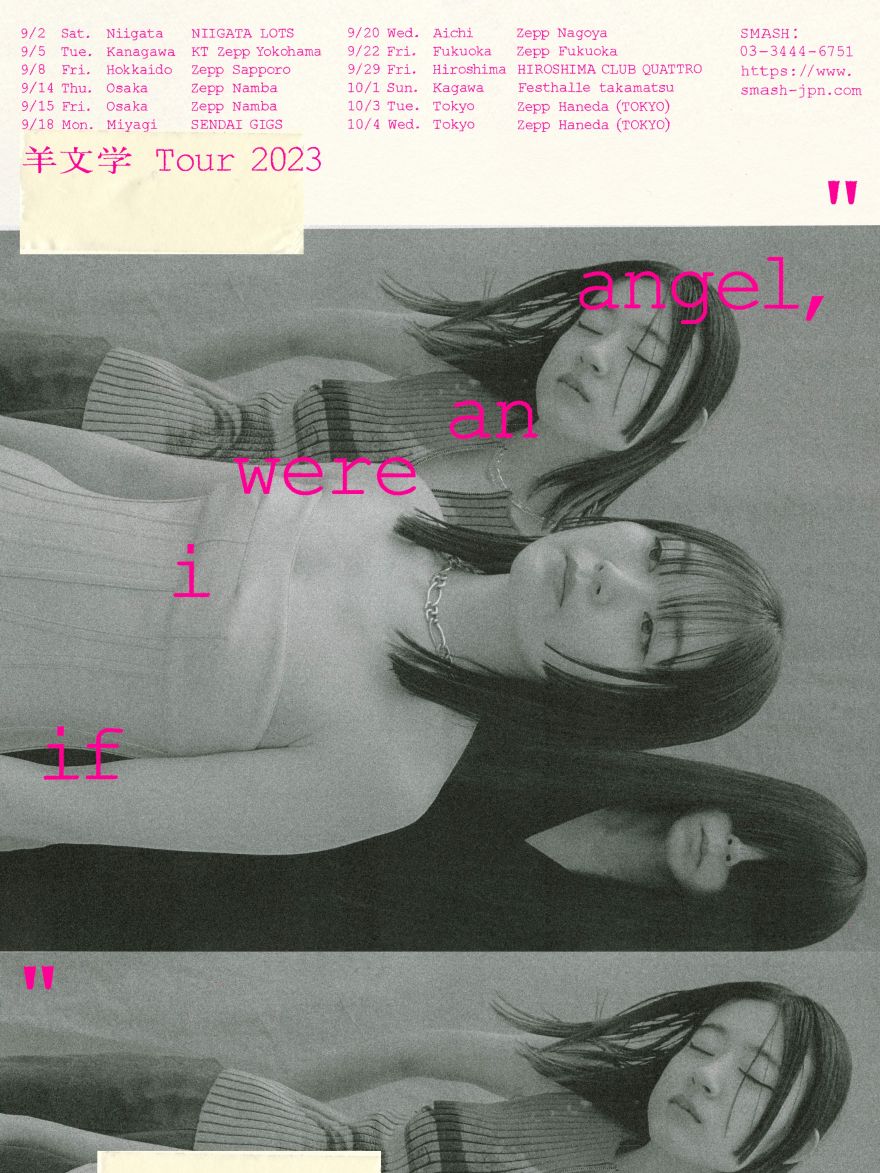 9/2 Sat. Niigata NIIGATA LOTS
9/5 Tue. Kanagawa KT Zepp Yokohama
9/8 Fri. Hokkaido Zepp Sapporo
9/14 Thu. Osaka Zepp Namba
9/15 Fri. Osaka Zepp Namba
9/18 Mon. Miyagi SENDAI GIGS
9/20 Wed. Aichi Zepp Nagoya
9/22 Fri. Fukuoka Zepp Fukuoka
9/29 Fri. Hiroshima HIROSHIMA CLUB QUATTRO
10/1 Sun. Kagawa Festhalle takamatsu
10/3 Tue. Tokyo Zepp Haneda (TOKYO)
10/4 Wed. Tokyo Zepp Haneda (TOKYO)
SMASH:
03-3444-6751
https://www.
smash-jpn.com
羊文学 Tour 2023
"
angel,
an
were
i
if
"